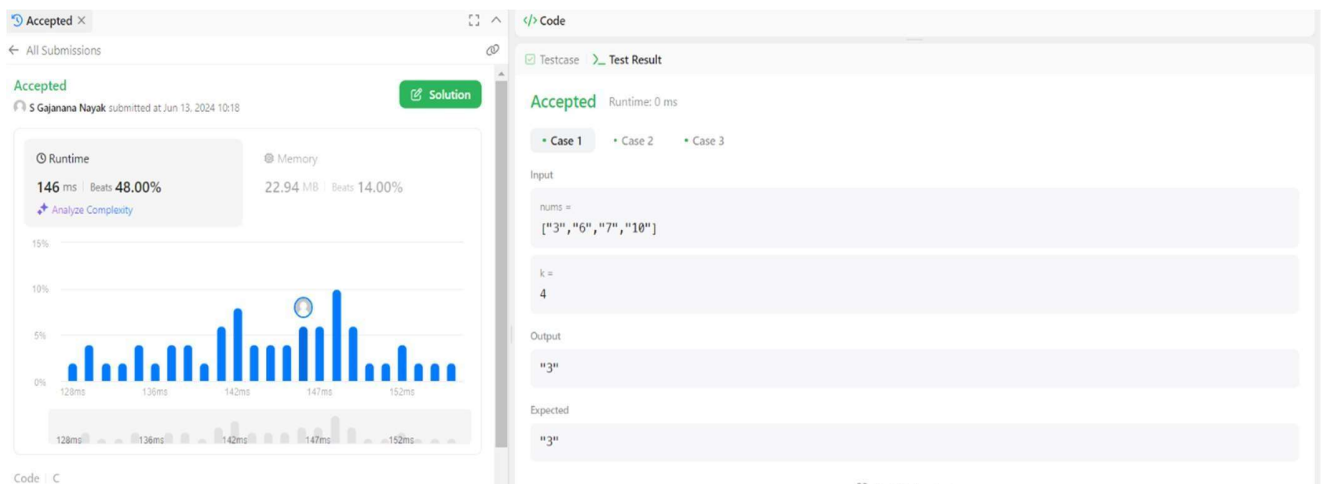 Accepted
All Submissions
Accepted
S Gajanana Nayak submitted at Jun 13, 2024 10:18
Solution
Runtime
146 ms | Beats 48.00%
Analyze Complexity
Memory
22.94 MB | Beats 14.00%
15%
10%
5%
0%
128ms 136ms 142ms 147ms 152ms
128ms 136ms 142ms 147ms 152ms
Code | C
</> Code
Testcase | >_ Test Result
Accepted Runtime: 0 ms
• Case 1 • Case 2 • Case 3
Input
nums =
["3","6","7","10"]
k =
4
Output
"3"
Expected
"3"